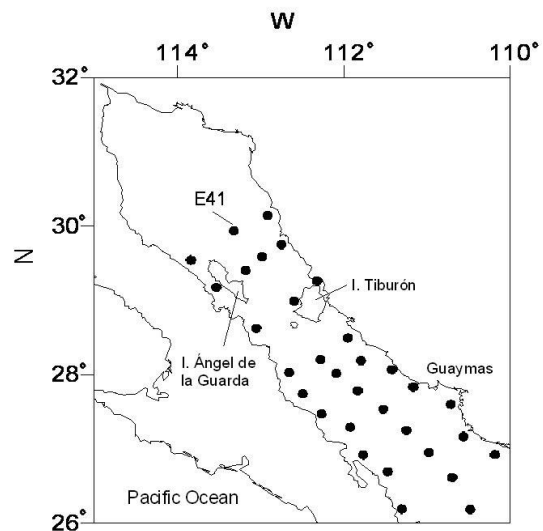 W
114° 112° 110°
32°
30°
28°
26°
N
E41
I. Tiburón
I. Ángel de
la Guarda
Guaymas
Pacific Ocean